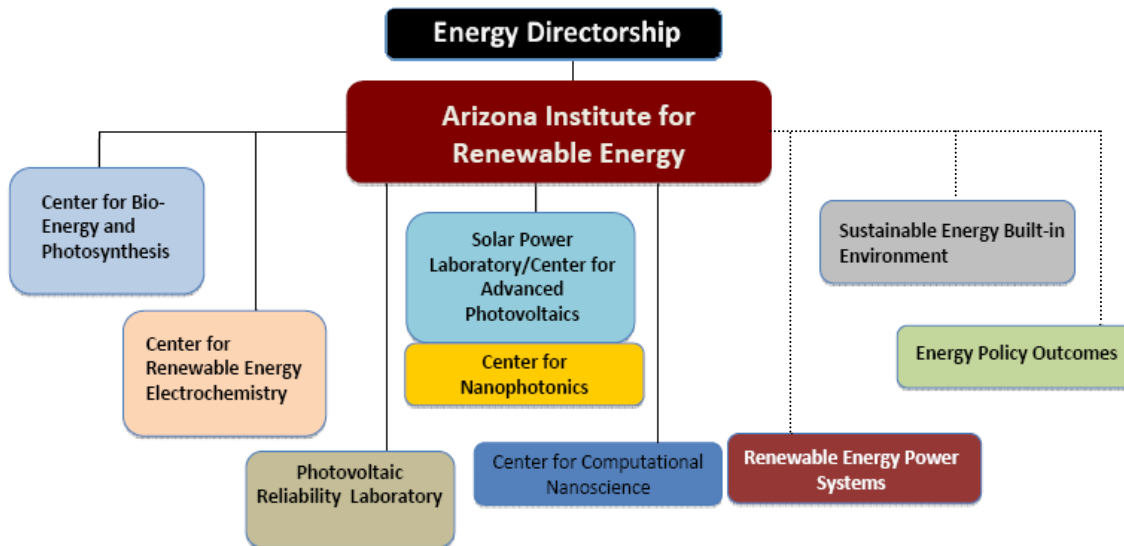 Energy Directorship
Arizona Institute for
Renewable Energy
Center for Bio-
Energy and
Photosynthesis
Center for
Renewable Energy
Electrochemistry
Photovoltaic
Reliability Laboratory
Solar Power
Laboratory/Center for
Advanced
Photovoltaics
Center for
Nanophotonics
Center for Computational
Nanoscience
Renewable Energy Power
Systems
Sustainable Energy Built-in
Environment
Energy Policy Outcomes